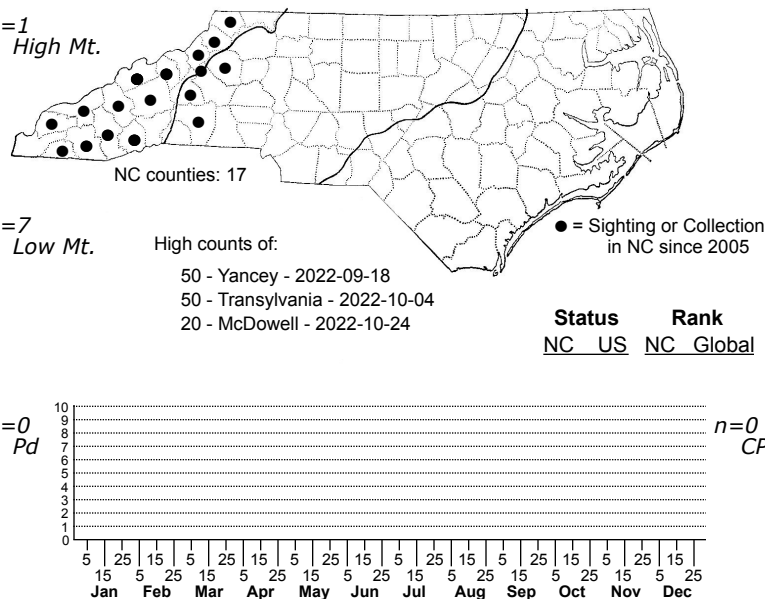 =1
High Mt.
NC counties: 17
=7
Low Mt.
High counts of:
50 - Yancey - 2022-09-18
50 - Transylvania - 2022-10-04
20 - McDowell - 2022-10-24
● = Sighting or Collection
in NC since 2005
Status Rank
NC US NC Global
=0
Pd
n=0
CP
10
9
8
7
6
5
4
3
2
1
0
5 25 15 5 25 15 5 25 15 5 25 15 5 25 15 5 25 15
15 5 25 15 5 25 15 5 25 15 5 25 15 5 25 15 5 25
Jan Feb Mar Apr May Jun Jul Aug Sep Oct Nov Dec